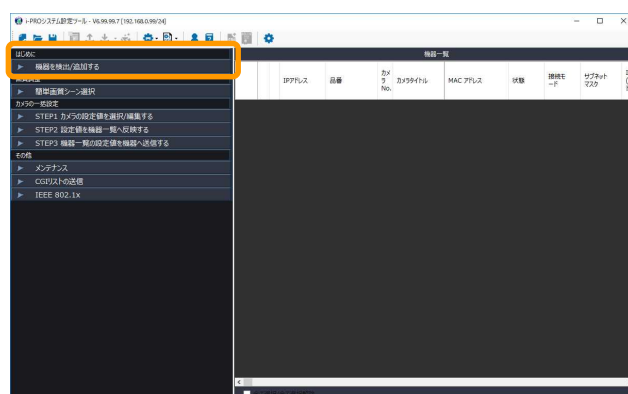 i-PROシステム設定ツール - V6.99.99.7 [192.168.0.99/24]
はじめに
機器を検出/追加する
簡単画質シーン選択
カメラの一括設定
STEP1 カメラの設定値を選択/編集する
STEP2 設定値を機器一覧へ反映する
STEP3 機器一覧の設定値を機器へ送信する
その他
メンテナンス
CGIリストの送信
IEEE 802.1x
機器一覧
IPアドレス
品番
カメラNo.
カメラタイトル
MAC アドレス
状態
接続モード
サブネットマスク